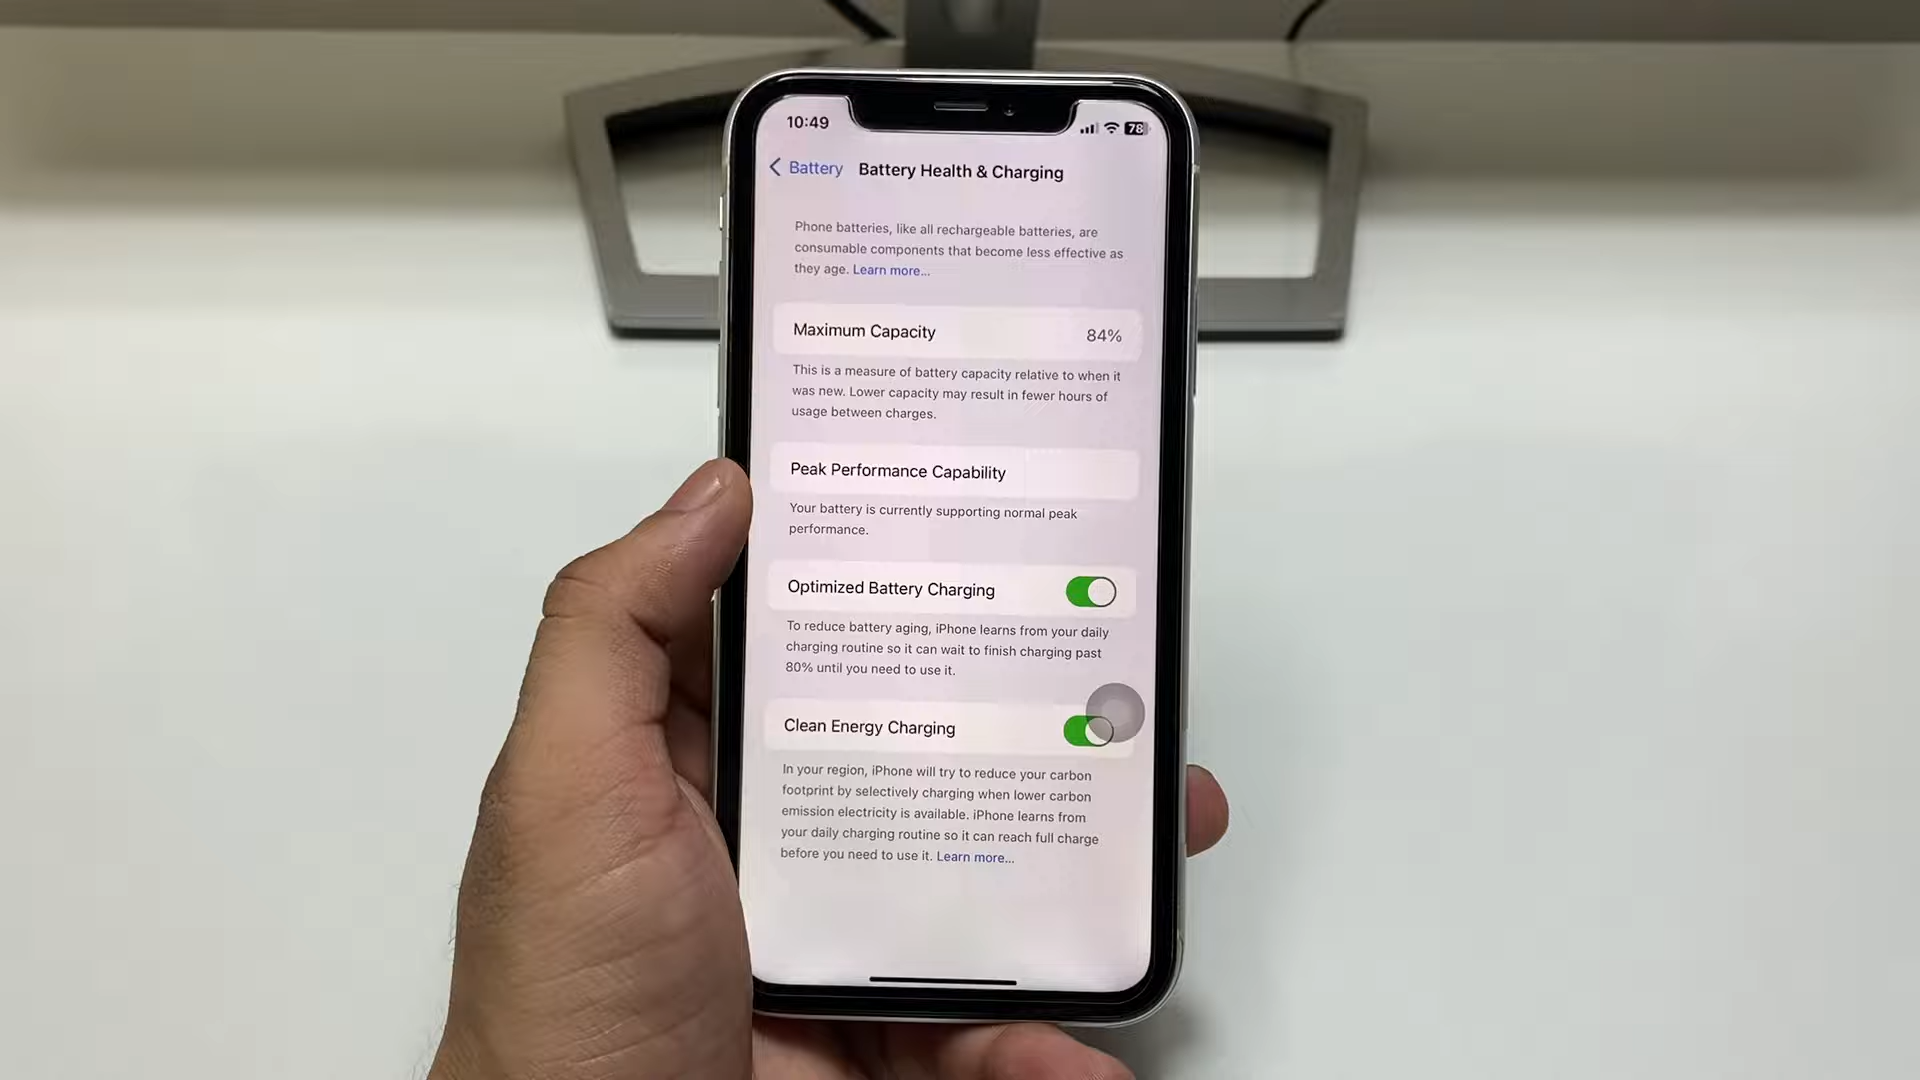 10:49
78
Battery Battery Health & Charging
Phone batteries, like all rechargeable batteries, are
consumable components that become less effective as
they age. Learn more...
Maximum Capacity 84%
This is a measure of battery capacity relative to when it
was new. Lower capacity may result in fewer hours of
usage between charges.
Peak Performance Capability
Your battery is currently supporting normal peak
performance.
Optimized Battery Charging
To reduce battery aging, iPhone learns from your daily
charging routine so it can wait to finish charging past
80% until you need to use it.
Clean Energy Charging
In your region, iPhone will try to reduce your carbon
footprint by selectively charging when lower carbon
emission electricity is available. iPhone learns from
your daily charging routine so it can reach full charge
before you need to use it. Learn more...